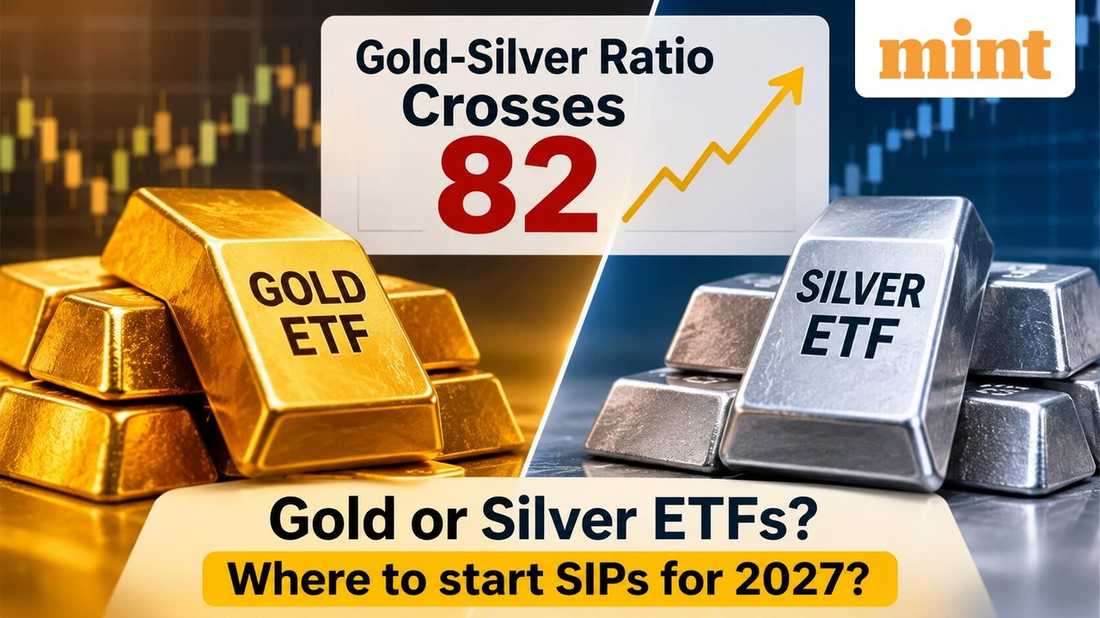 Gold-Silver Ratio
Crosses
82
mint
GOLD
ETF
SILVER
ETF
Gold or Silver ETFs?
Where to start SIPs for 2027?